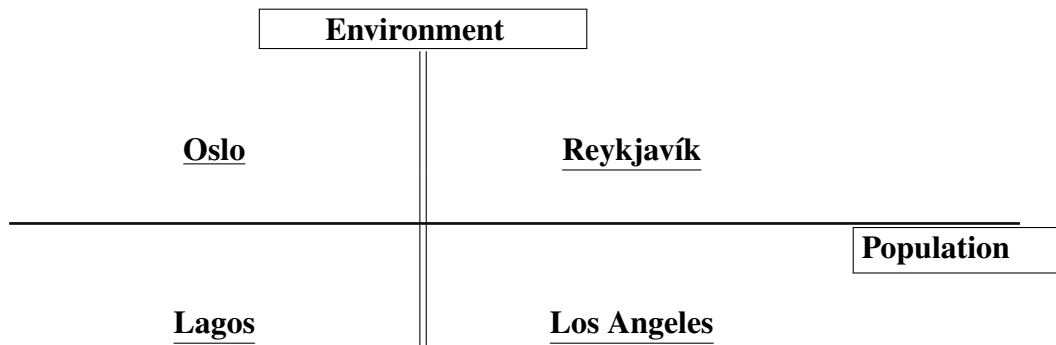 Environment
Oslo Reykjavík
Population
Lagos Los Angeles